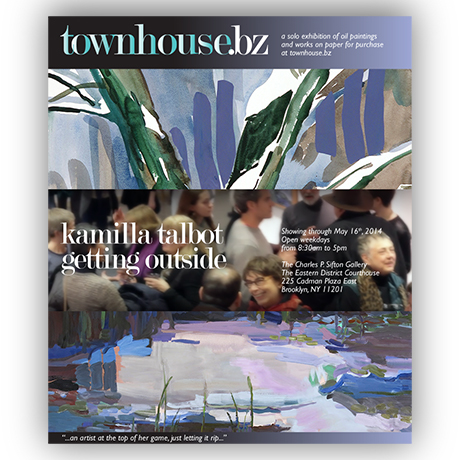 townhouse.bz
a solo exhibition of oil paintings
and works on paper for purchase
at townhouse.bz
kamilla talbot
getting outside
Showing through May 16th, 2014
Open weekdays
from 8:30am to 5pm
The Charles P. Sifton Gallery
The Eastern District Courthouse
225 Cadman Plaza East
Brooklyn, NY 11201
"...an artist at the top of her game, just letting it rip..."